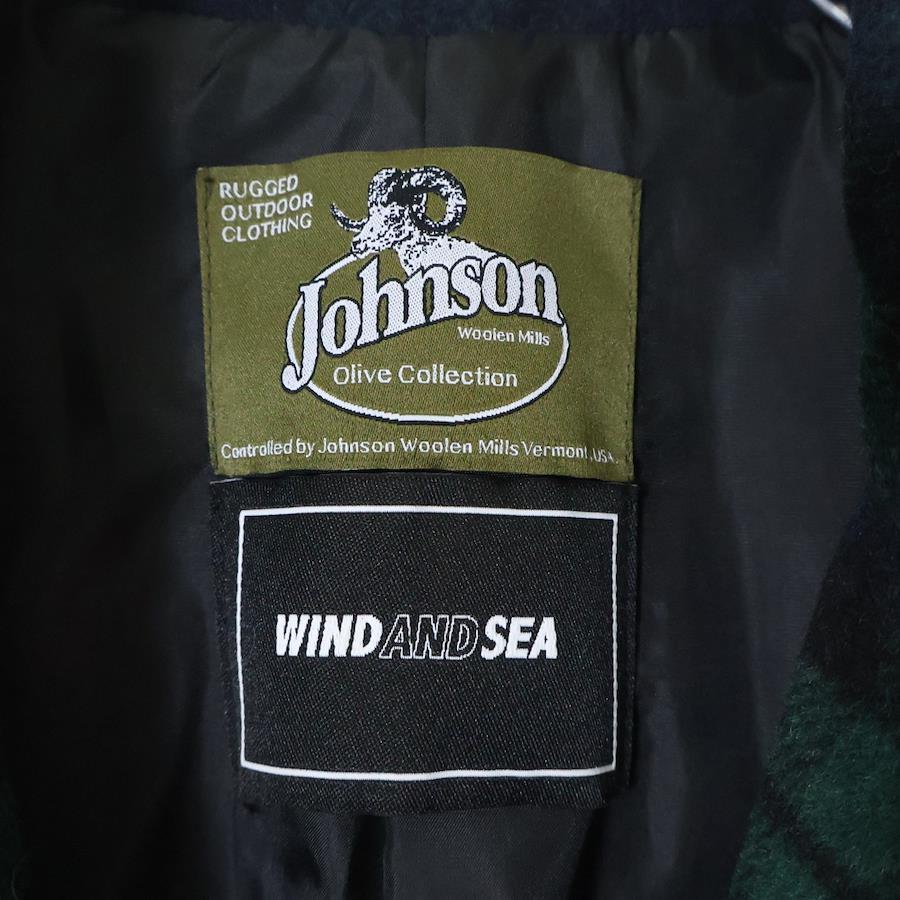 RUGGED
OUTDOOR
CLOTHING
Johnson
Woolen Mills
Olive Collection
Controlled by Johnson Woolen Mills Vermont, USA.
WINDANDSEA